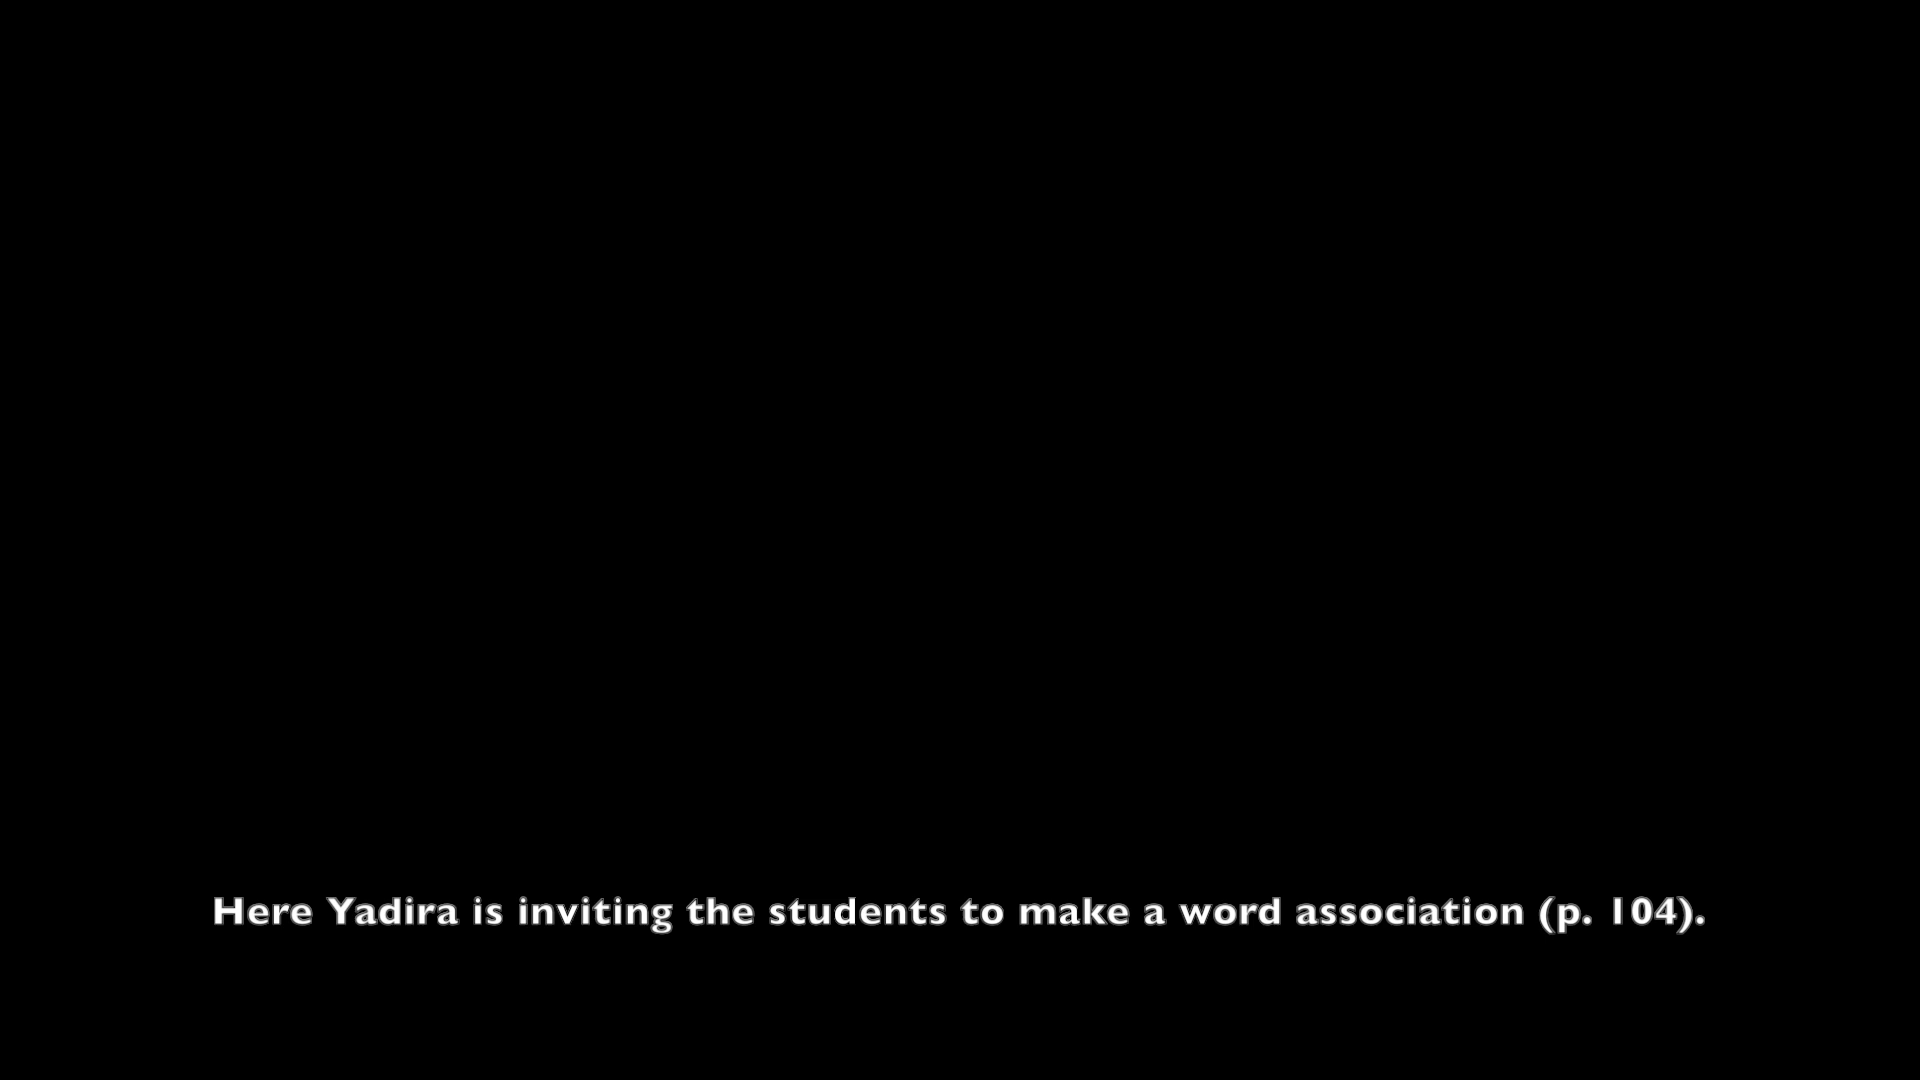 Here Yadira is inviting the students to make a word association (p. 104).